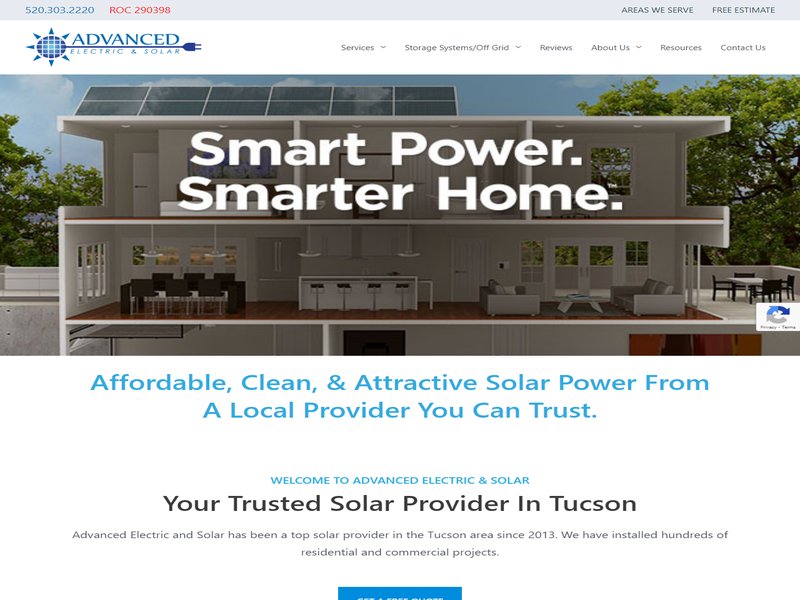 520.303.2220 ROC 290398 AREAS WE SERVE FREE ESTIMATE
ADVANCED
ELECTRIC & SOLAR
Services Storage Systems/Off Grid Reviews About Us Resources Contact Us
Smart Power.
Smarter Home.™
Privacy - Terms
Affordable, Clean, & Attractive Solar Power From
A Local Provider You Can Trust.
WELCOME TO ADVANCED ELECTRIC & SOLAR
Your Trusted Solar Provider In Tucson
Advanced Electric and Solar has been a top solar provider in the Tucson area since 2013. We have installed hundreds of
residential and commercial projects.
GET A FREE QUOTE